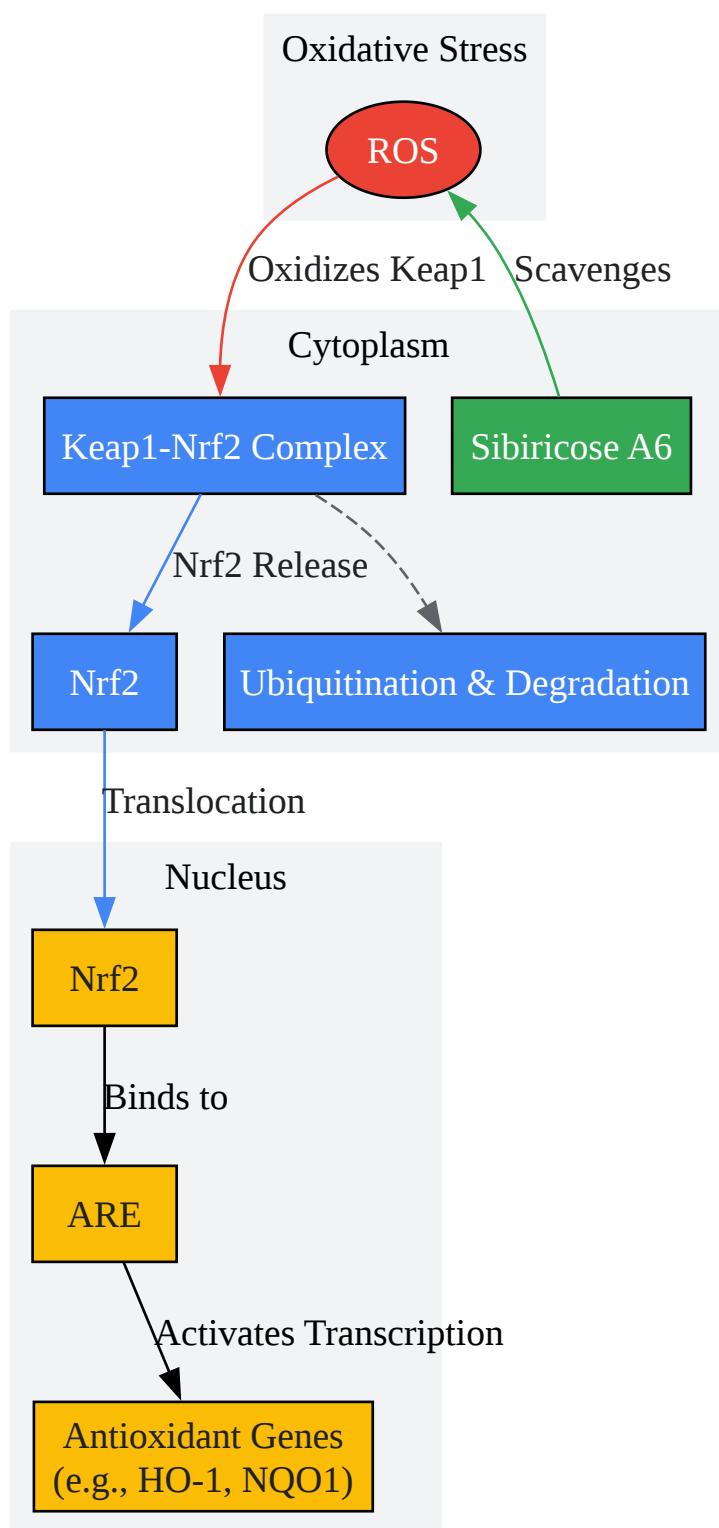 Oxidative Stress
ROS
Oxidizes Keap1
Scavenges
Cytoplasm
Keap1-Nrf2 Complex
Sibiricose A6
Nrf2 Release
Nrf2
Ubiquitination & Degradation
Translocation
Nucleus
Nrf2
Binds to
ARE
Activates Transcription
Antioxidant Genes
(e.g., HO-1, NQO1)